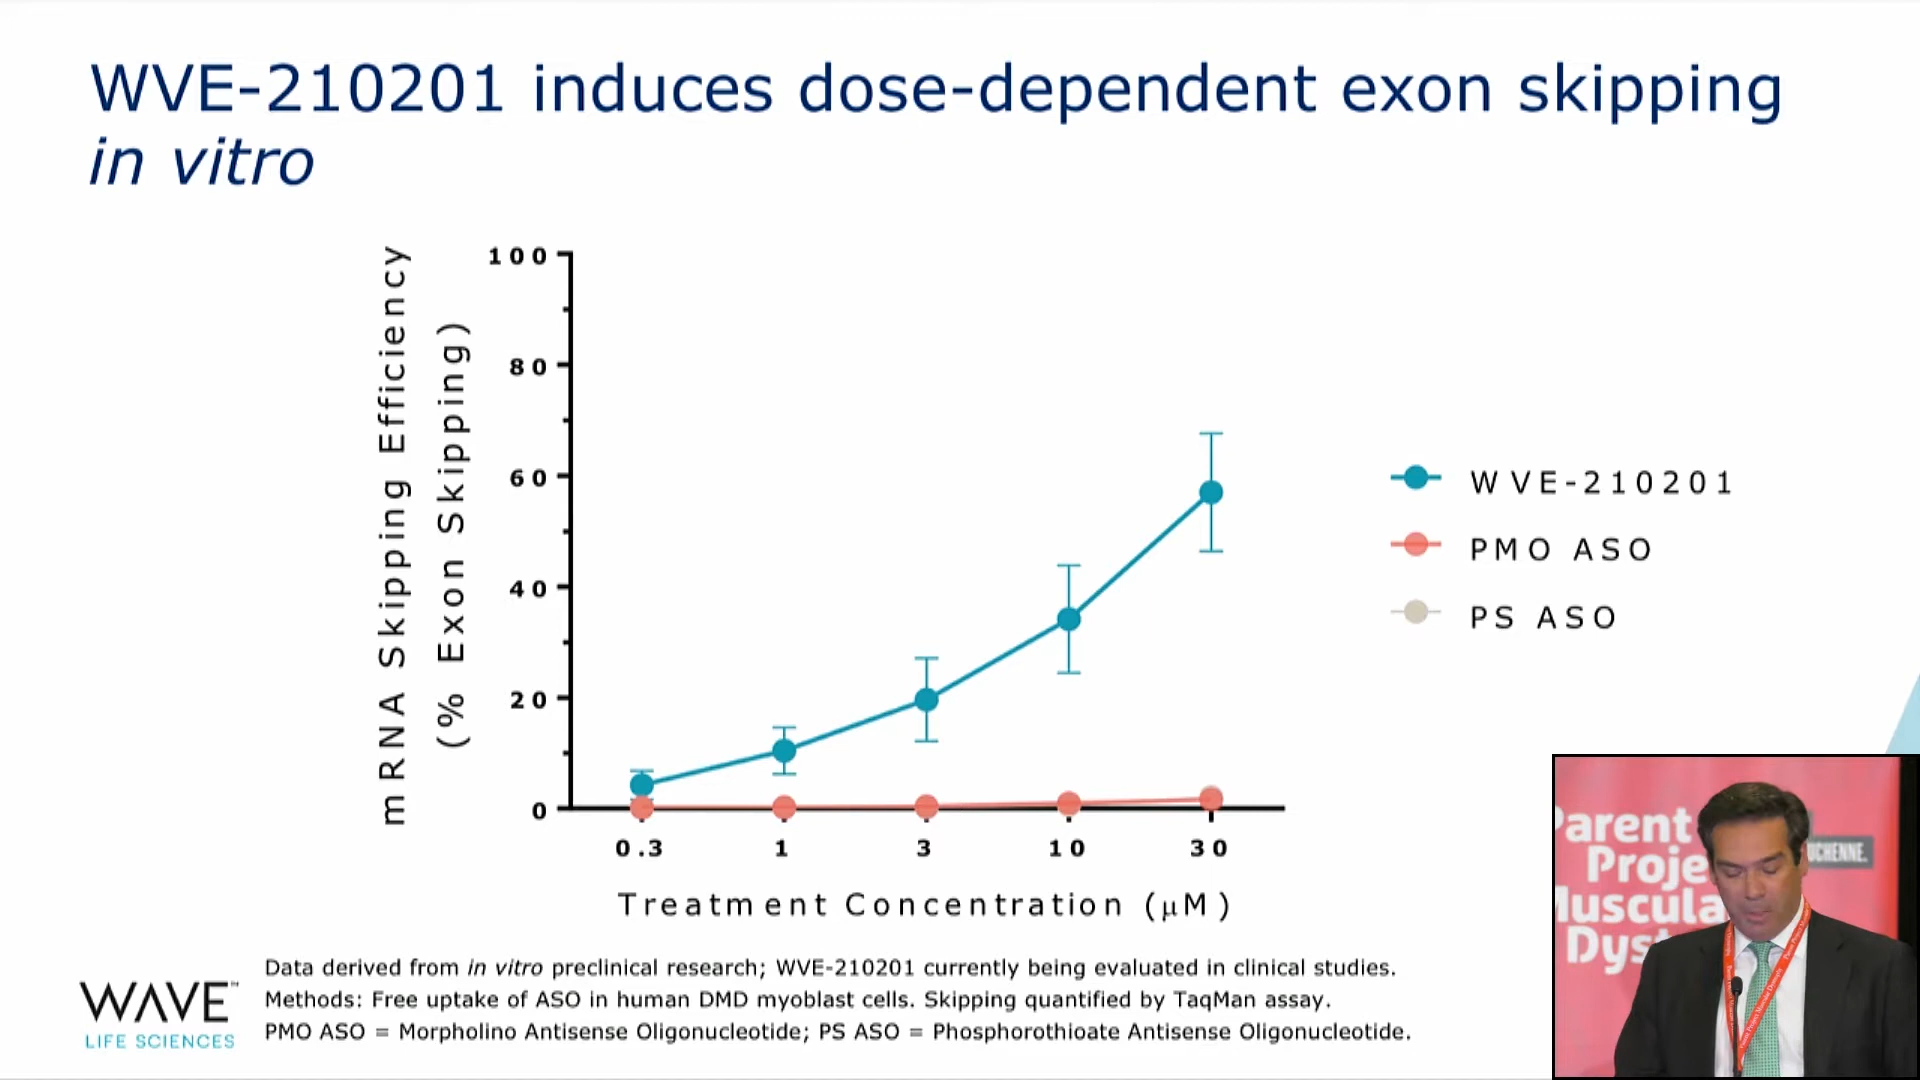 WVE-210201 induces dose-dependent exon skipping
in vitro
mRNA Skipping Efficiency
(% Exon Skipping)
100
80
60
40
20
0
0.3 1 3 10 30
Treatment Concentration (μM)
WVE-210201
PMO ASO
PS ASO
Data derived from in vitro preclinical research; WVE-210201 currently being evaluated in clinical studies.
Methods: Free uptake of ASO in human DMD myoblast cells. Skipping quantified by TaqMan assay.
PMO ASO = Morpholino Antisense Oligonucleotide; PS ASO = Phosphorothioate Antisense Oligonucleotide.
WAVE™
LIFE SCIENCES
Parent
Proje
Muscula
Dys
UCHENNE.